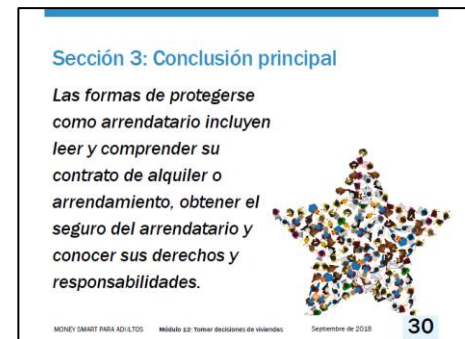 Sección 3: Conclusión principal
Las formas de protegerse
como arrendatario incluyen
leer y comprender su
contrato de alquiler o
arrendamiento, obtener el
seguro del arrendatario y
conocer sus derechos y
responsabilidades.
MONEY SMART PARA ADULTOS Módulo 12: Tomar decisiones de viviendas Septiembre de 2018 30